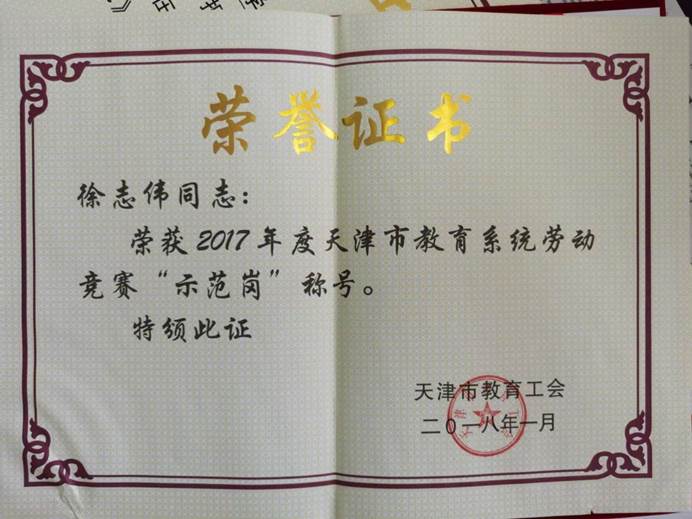 荣誉证书
徐志伟同志：
荣获2017年度天津市教育系统劳动
竞赛“示范岗”称号。
特颁此证
天津市教育工会
二〇一八年一月